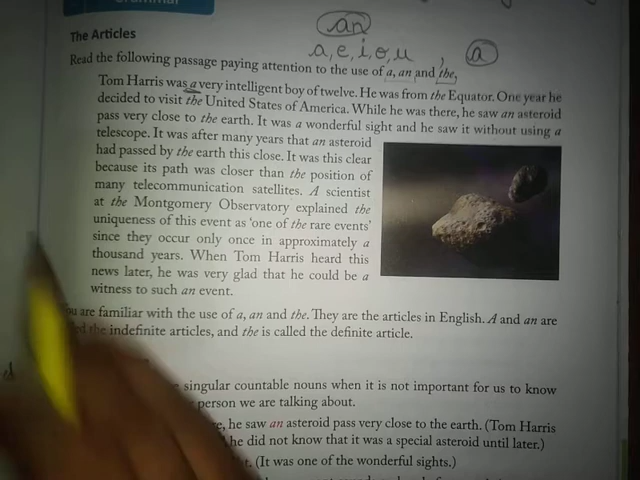 Grammar
The Articles
an
a, e, i, o, u , a
Read the following passage paying attention to the use of a, an and the,
Tom Harris was a very intelligent boy of twelve. He was from the Equator. One year he
decided to visit the United States of America. While he was there, he saw an asteroid
pass very close to the earth. It was a wonderful sight and he saw it without using a
telescope. It was after many years that an asteroid
had passed by the earth this close. It was this clear
because its path was closer than the position of
many telecommunication satellites. A scientist
at the Montgomery Observatory explained the
uniqueness of this event as ‘one of the rare events’
since they occur only once in approximately a
thousand years. When Tom Harris heard this
news later, he was very glad that he could be a
witness to such an event.
ou are familiar with the use of a, an and the. They are the articles in English. A and an are
ed the indefinite articles, and the is called the definite article.
singular countable nouns when it is not important for us to know
person we are talking about.
re, he saw an asteroid pass very close to the earth. (Tom Harris
he did not know that it was a special asteroid until later.)
(It was one of the wonderful sights.)